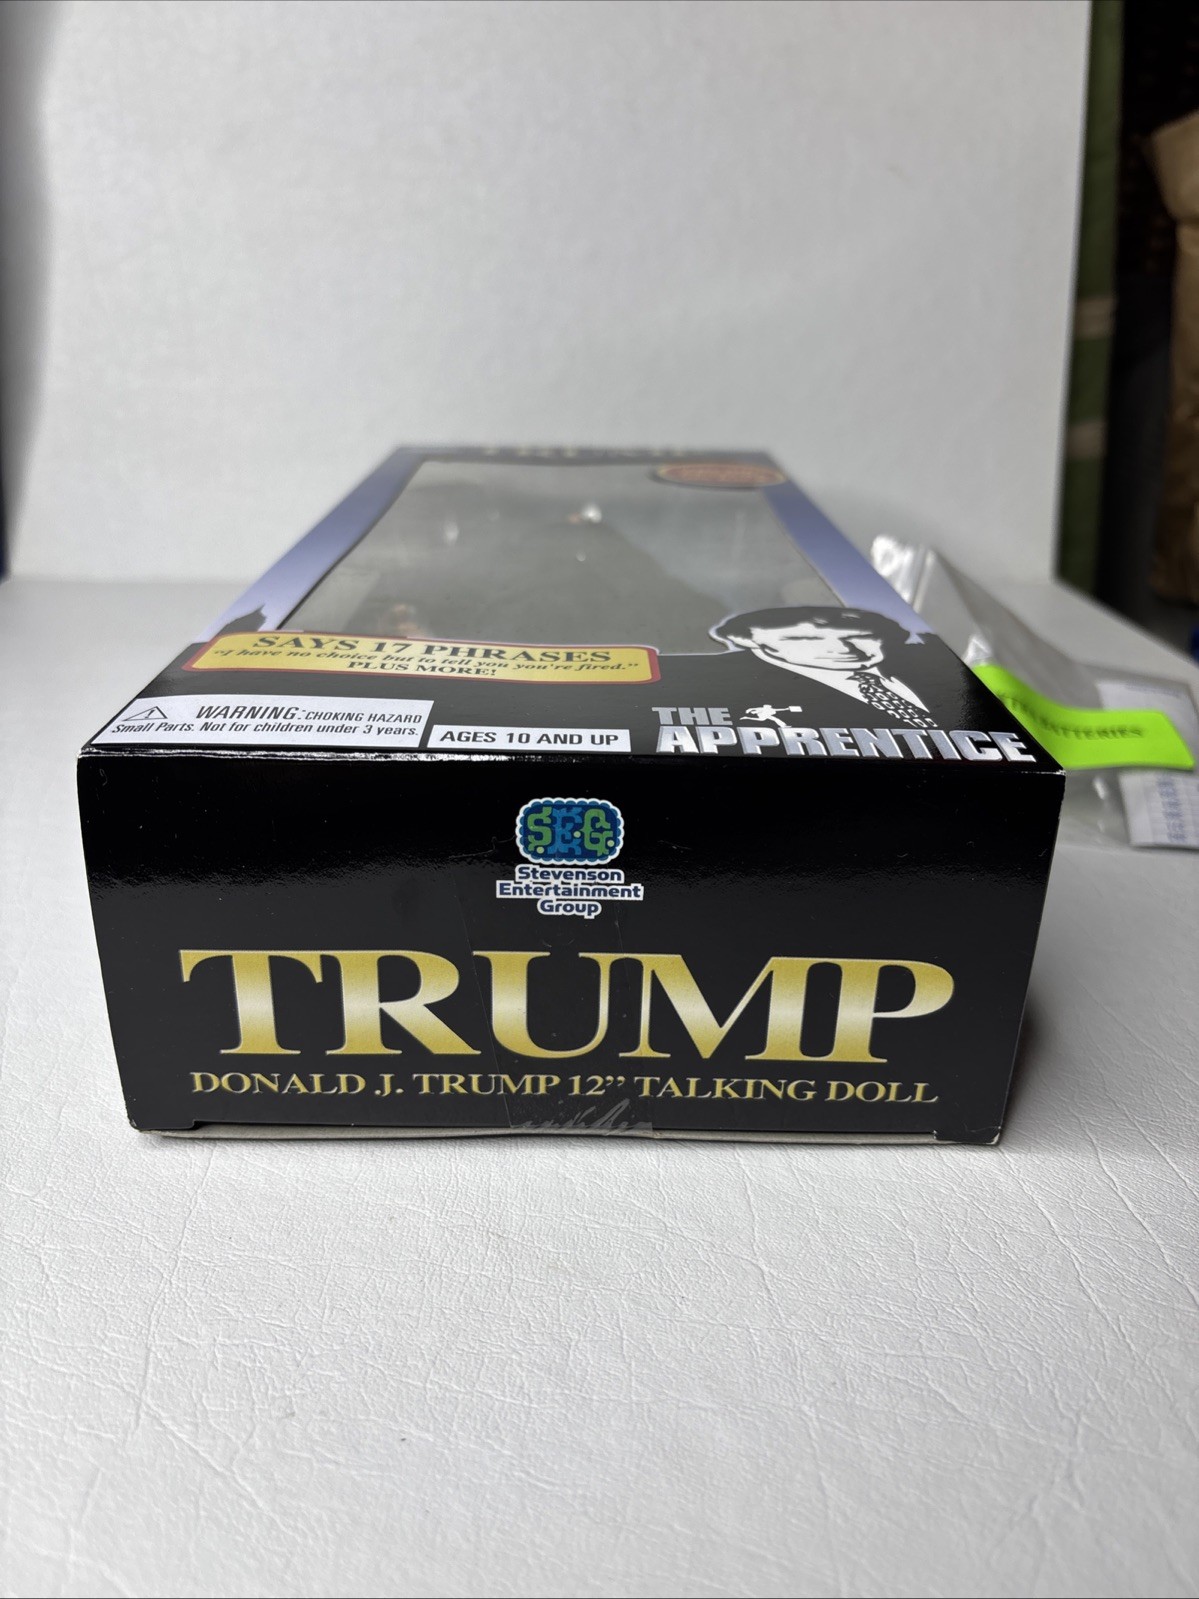 SAYS 17 PHRASES
"I have no choice but to tell you you're fired."
PLUS MORE!
WARNING: CHOKING HAZARD
Small Parts. Not for children under 3 years.
AGES 10 AND UP
THE
APPRENTICE
BATTERIES
S.E.G.
Stevenson
Entertainment
Group
TRUMP
DONALD J. TRUMP 12” TALKING DOLL